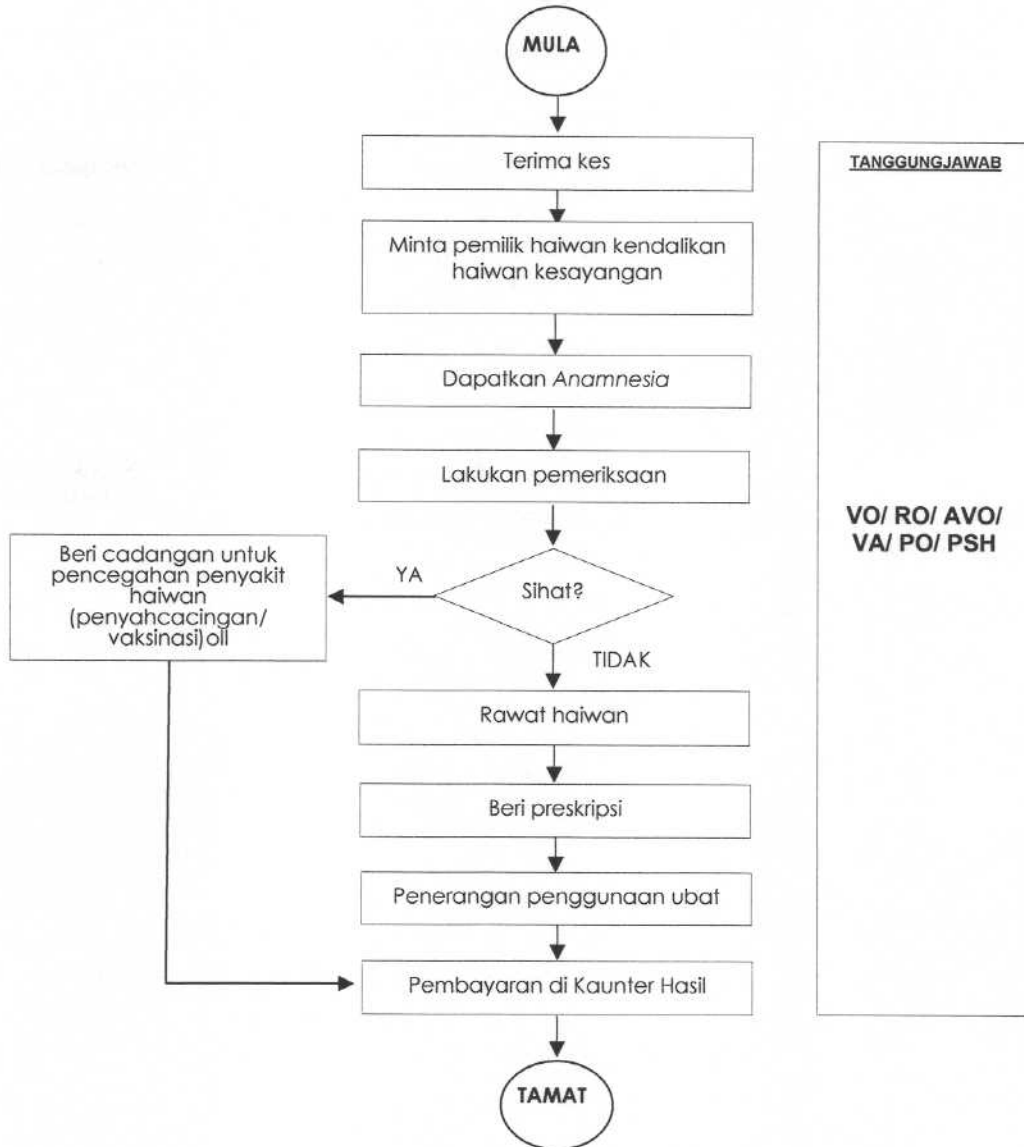 MULA
Terima kes
TANGGUNGJAWAB
Minta pemilik haiwan kendalikan
haiwan kesayangan
Dapatkan Anamnesia
Lakukan pemeriksaan
VO/ RO/ AVO/
VA/ PO/ PSH
Beri cadangan untuk
pencegahan penyakit
haiwan
(penyahcacingan/
vaksinasi)oll
YA
Sihat?
TIDAK
Rawat haiwan
Beri preskripsi
Penerangan penggunaan ubat
Pembayaran di Kaunter Hasil
TAMAT